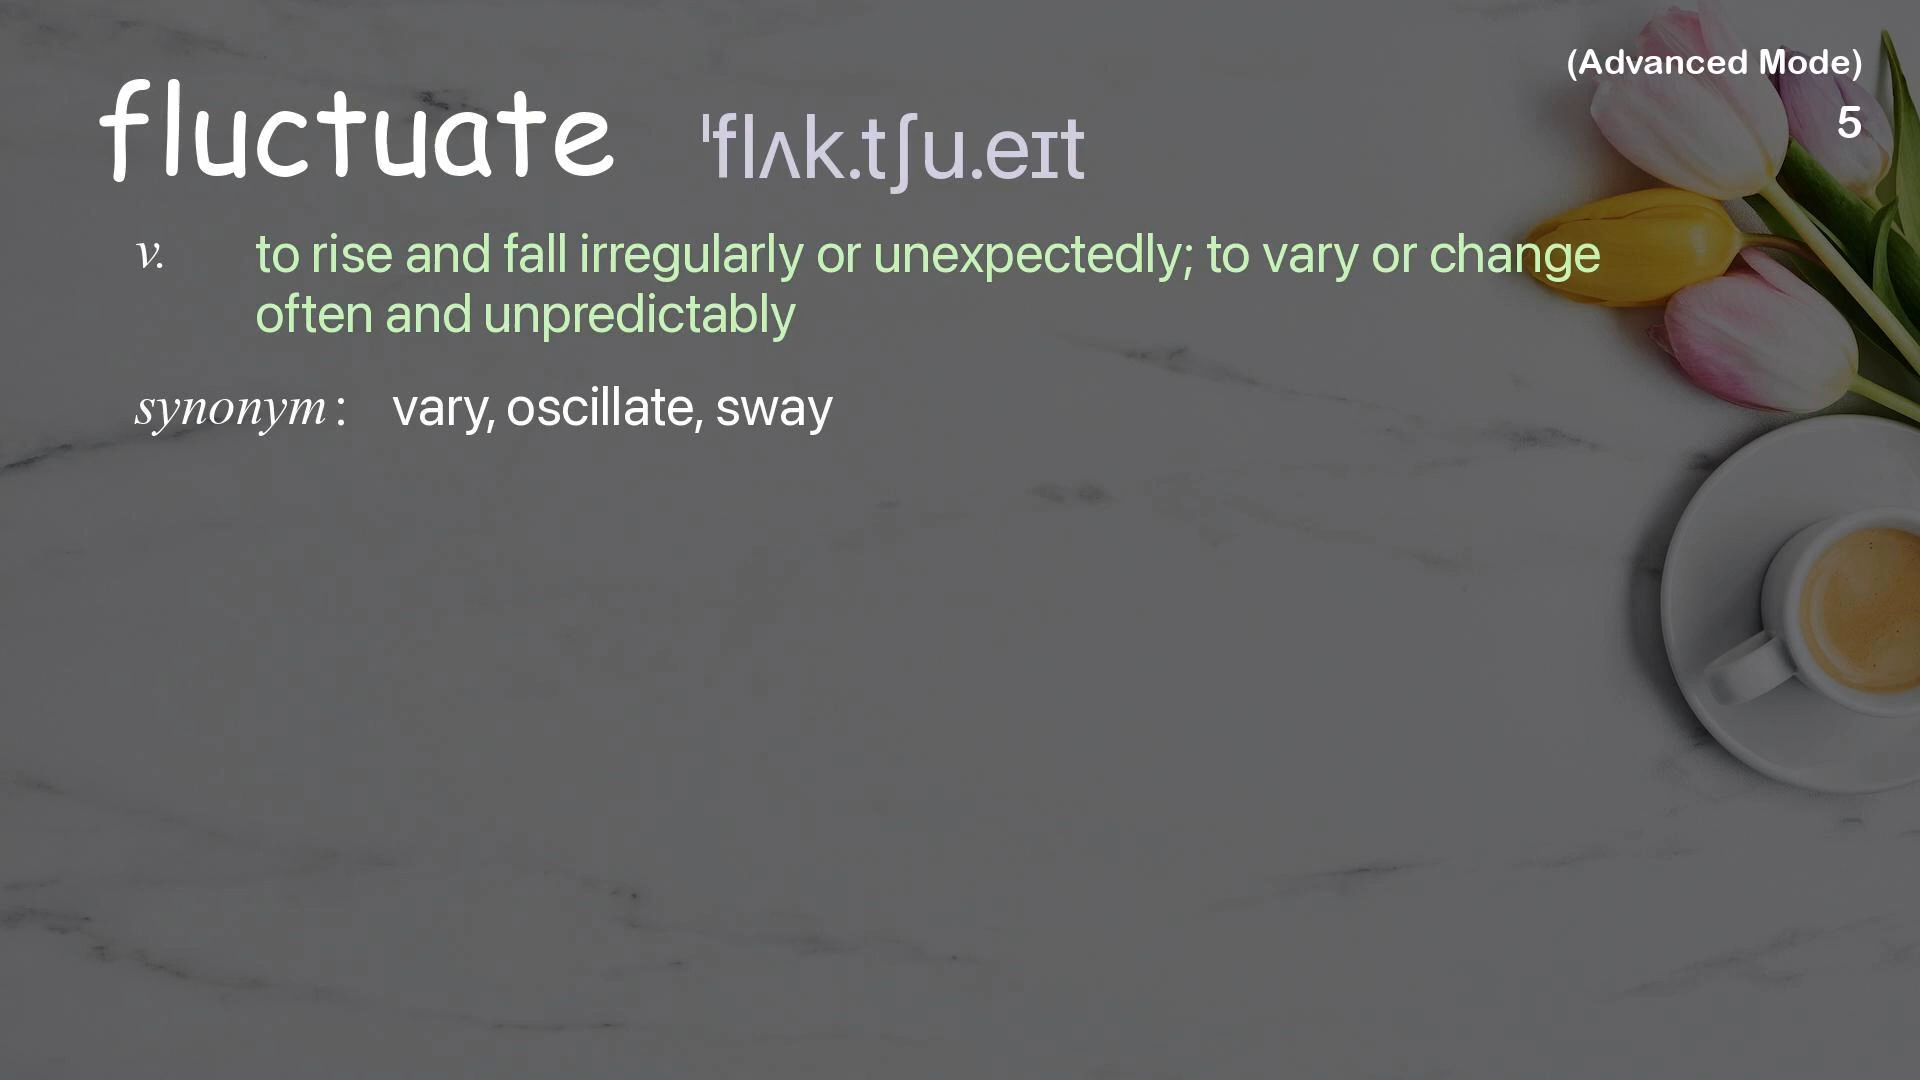 (Advanced Mode)
fluctuate ˈflʌk.tʃu.eɪt
5
v. to rise and fall irregularly or unexpectedly; to vary or change
often and unpredictably
synonym: vary, oscillate, sway